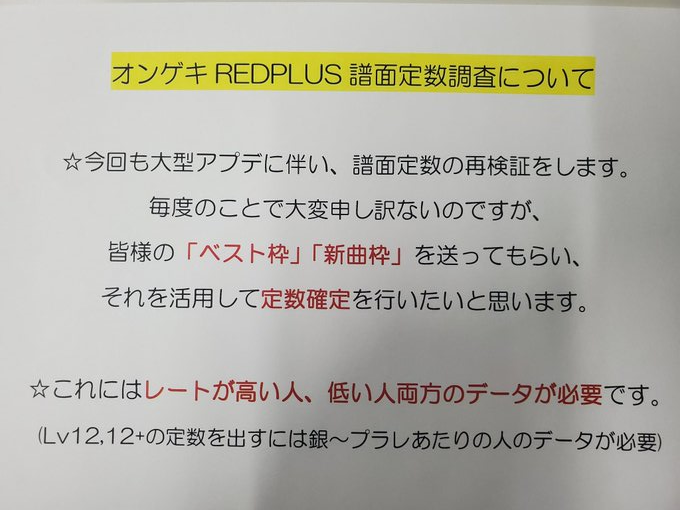 オンゲキ REDPLUS 譜面定数調査について
☆今回も大型アプデに伴い、譜面定数の再検証をします。
毎度のことで大変申し訳ないのですが、
皆様の「ベスト枠」「新曲枠」を送ってもらい、
それを活用して定数確定を行いたいと思います。
☆これにはレートが高い人、低い人両方のデータが必要です。
(Lv12,12+の定数を出すには銀～プラレあたりの人のデータが必要)